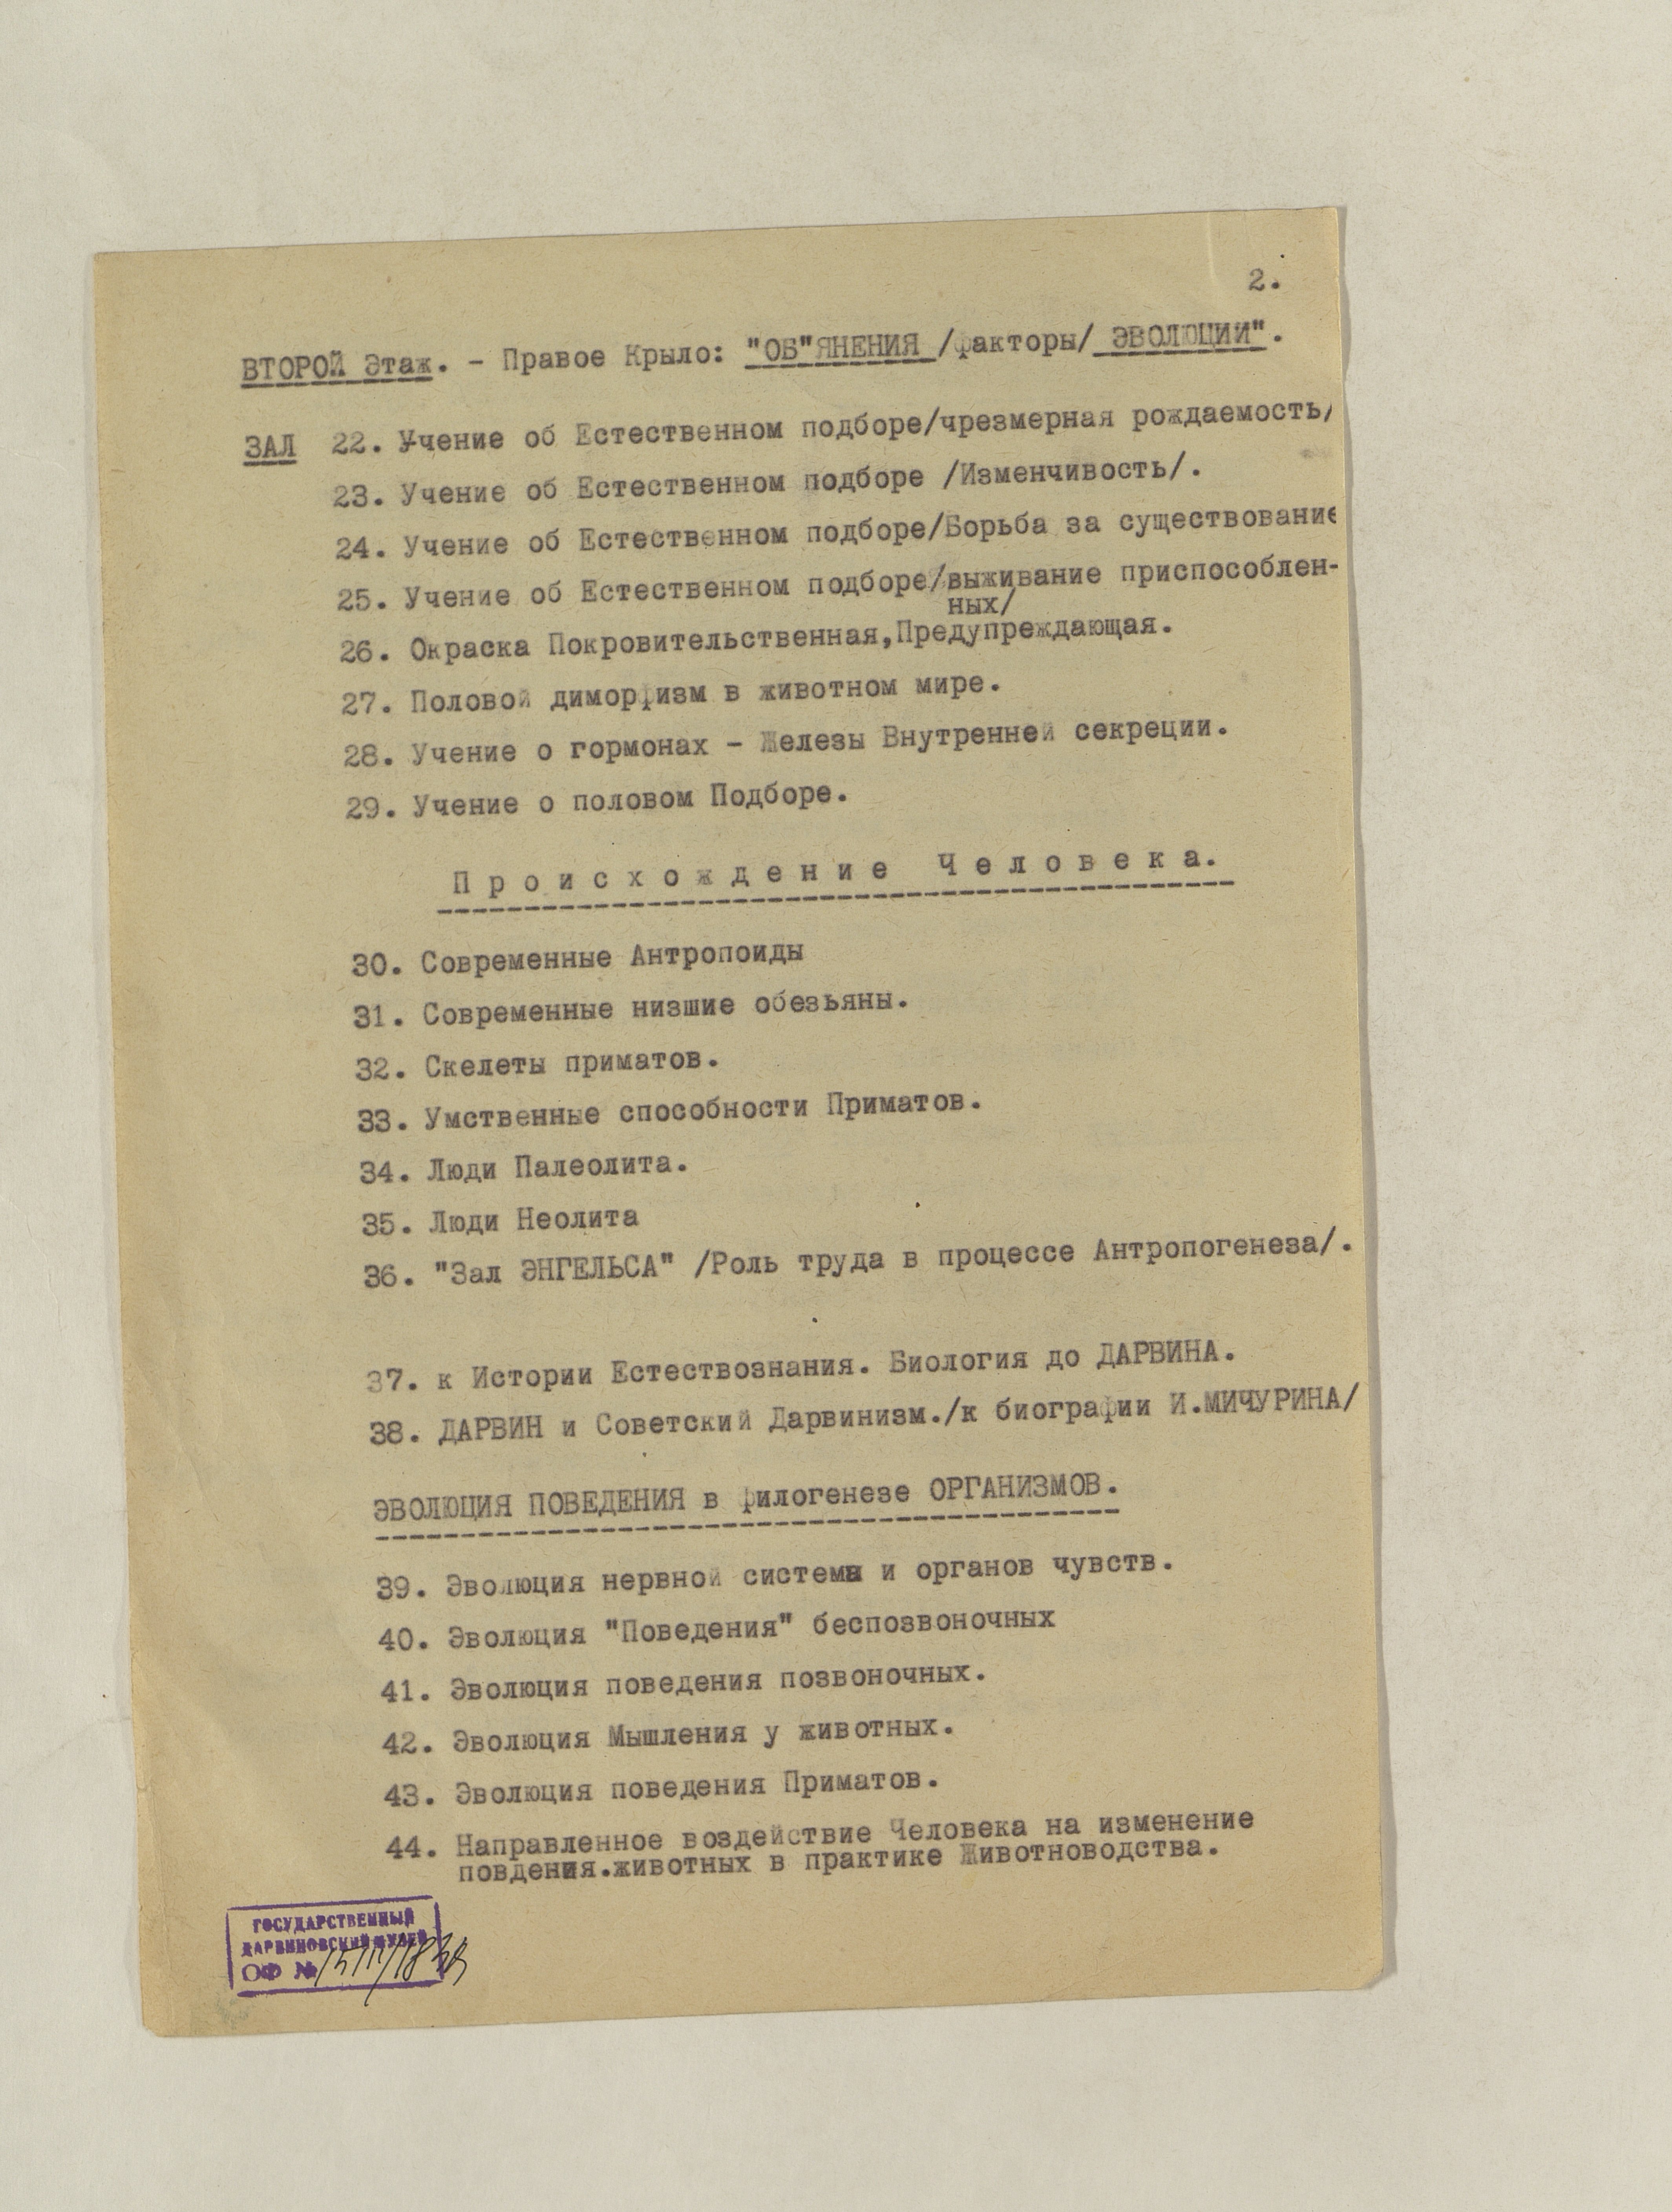 2.
ВТОРОЙ Этаж. - Правое Крыло: "ОБ"ЯНЕНИЯ /факторы/ ЭВОЛЮЦИИ".
ЗАЛ 22. Учение об Естественном подборе/чрезмерная рождаемость/
23. Учение об Естественном подборе /Изменчивость/.
24. Учение об Естественном подборе/Борьба за существование
25. Учение об Естественном подборе/выживание приспособлен-
ных/
26. Окраска Покровительственная,Предупреждающая.
27. Половой диморфизм в животном мире.
28. Учение о гормонах - Железы Внутренней секреции.
29. Учение о половом Подборе.
Происхождение Человека.
30. Современные Антропоиды
31. Современные низшие обезьяны.
32. Скелеты приматов.
33. Умственные способности Приматов.
34. Люди Палеолита.
35. Люди Неолита
36. "Зал ЭНГЕЛЬСА" /Роль труда в процессе Антропогенеза/.
37. к Истории Естествознания. Биология до ДАРВИНА.
38. ДАРВИН и Советский Дарвинизм./к биографии И.МИЧУРИНА/
ЭВОЛЮЦИЯ ПОВЕДЕНИЯ в филогенезе ОРГАНИЗМОВ.
39. Эволюция нервной системы и органов чувств.
40. Эволюция "Поведения" беспозвоночных
41. Эволюция поведения позвоночных.
42. Эволюция Мышления у животных.
43. Эволюция поведения Приматов.
44. Направленное воздействие Человека на изменение
повдения.животных в практике Животноводства.
ГОСУДАРСТВЕННЫЙ
ДАРВИНОВСКИЙ МУЗЕЙ
ОФ №